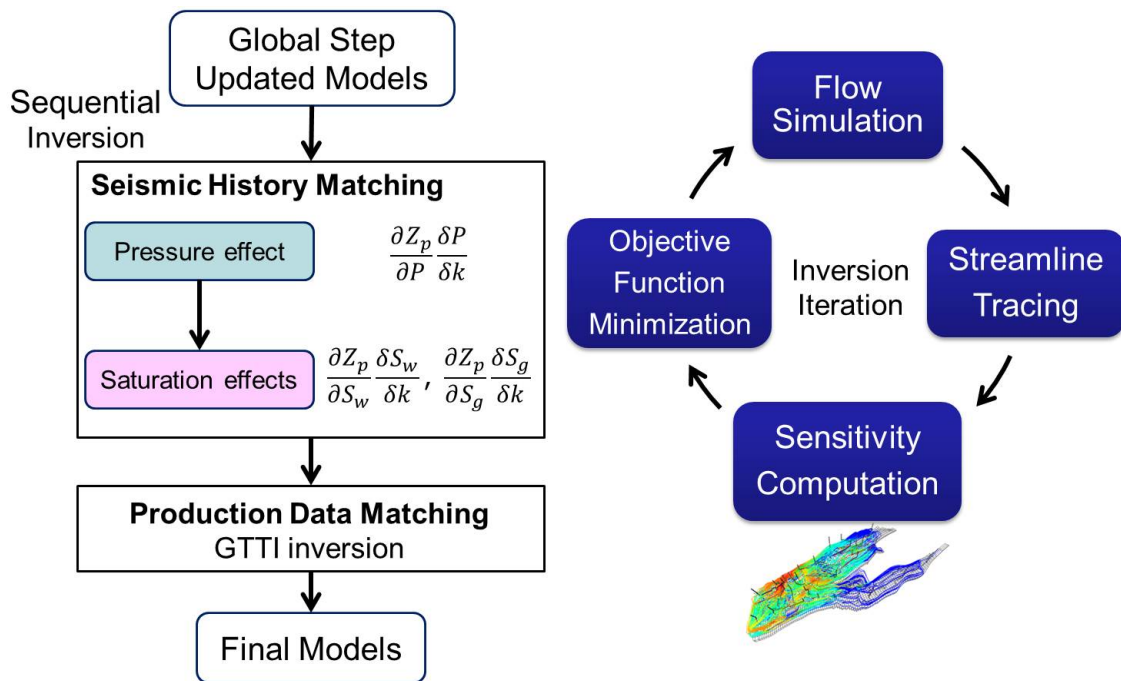 Global Step
Updated Models
Sequential
Inversion
Seismic History Matching
Pressure effect
∂Z_p/∂P δP/δk
Saturation effects
∂Z_p/∂S_w δS_w/δk , ∂Z_p/∂S_g δS_g/δk
Production Data Matching
GTTI inversion
Final Models
Flow
Simulation
Streamline
Tracing
Sensitivity
Computation
Objective
Function
Minimization
Inversion
Iteration